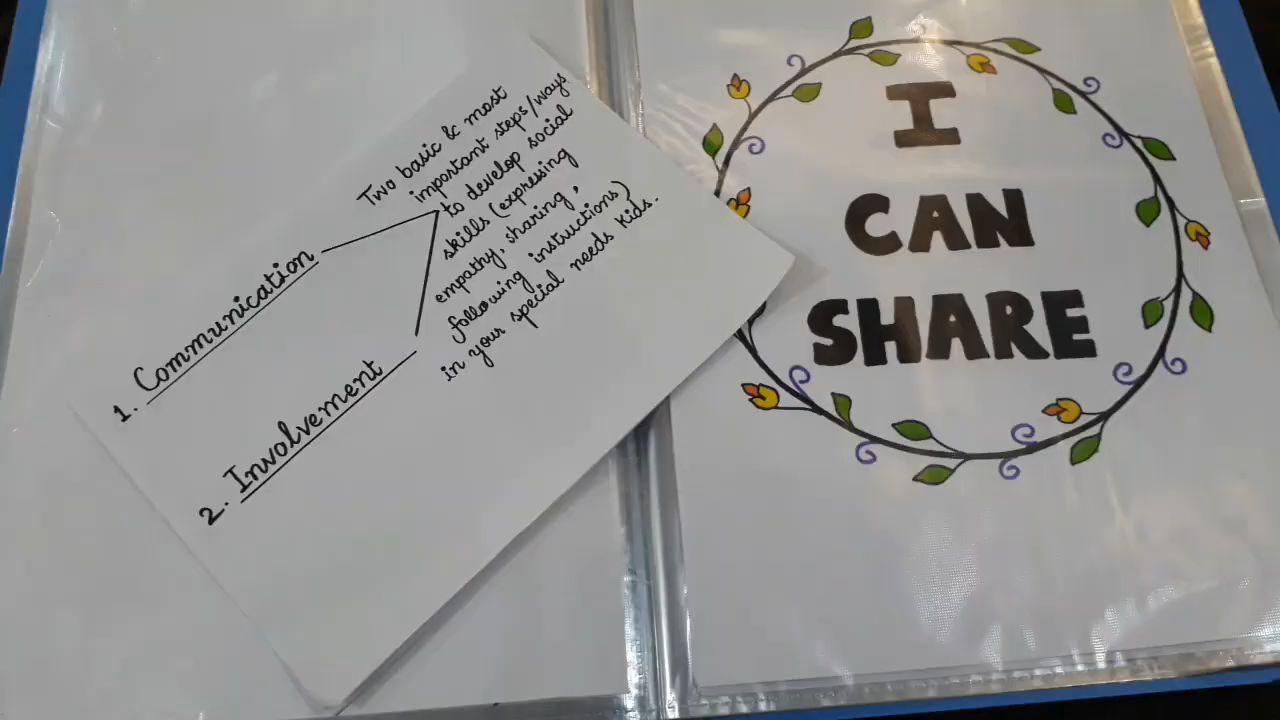 1. Communication
2. Involvement
Two basic & most
important steps/ways
to develop social
skills (expressing
empathy, sharing,
following instructions)
in your special needs kids.
I
CAN
SHARE